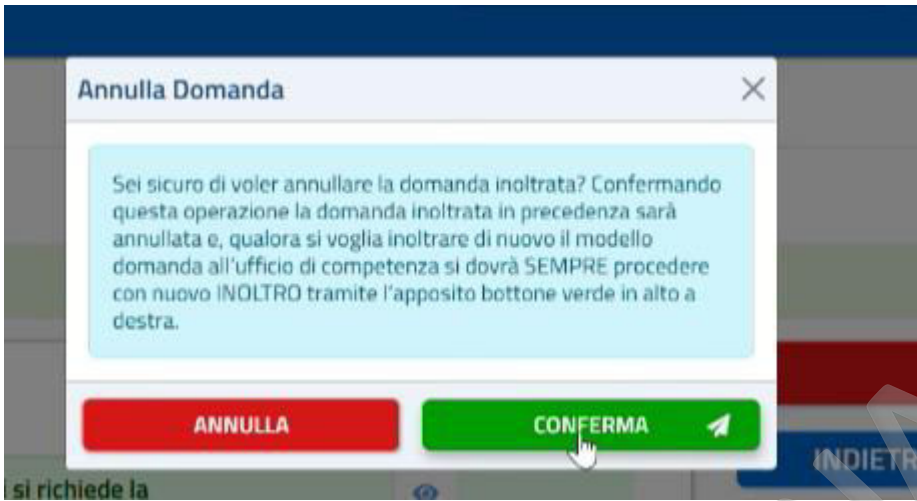 Annulla Domanda
Sei sicuro di voler annullare la domanda inoltrata? Confermando
questa operazione la domanda inoltrata in precedenza sarà
annullata e, qualora si voglia inoltrare di nuovo il modello
domanda all'ufficio di competenza si dovrà SEMPRE procedere
con nuovo INOLTRO tramite l'apposito bottone verde in alto a
destra.
ANNULLA
CONFERMA
INDIETR
si richiede la